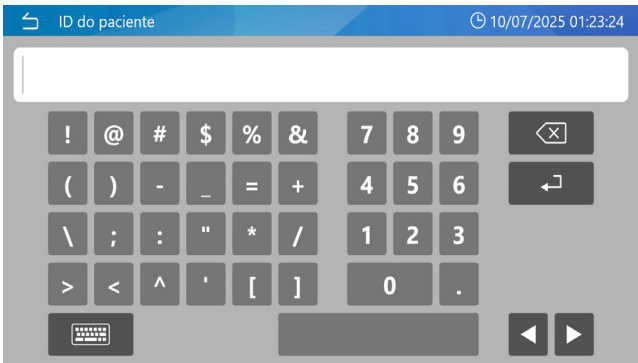 ID do paciente 10/07/2025 01:23:24
! @ # $ % & 7 8 9
( ) - _ = + 4 5 6
\ ; : " * / 1 2 3
> < ^ ' [ ] 0 .